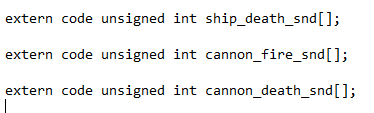 extern code unsigned int ship_death_snd[];
extern code unsigned int cannon_fire_snd[];
extern code unsigned int cannon_death_snd[];